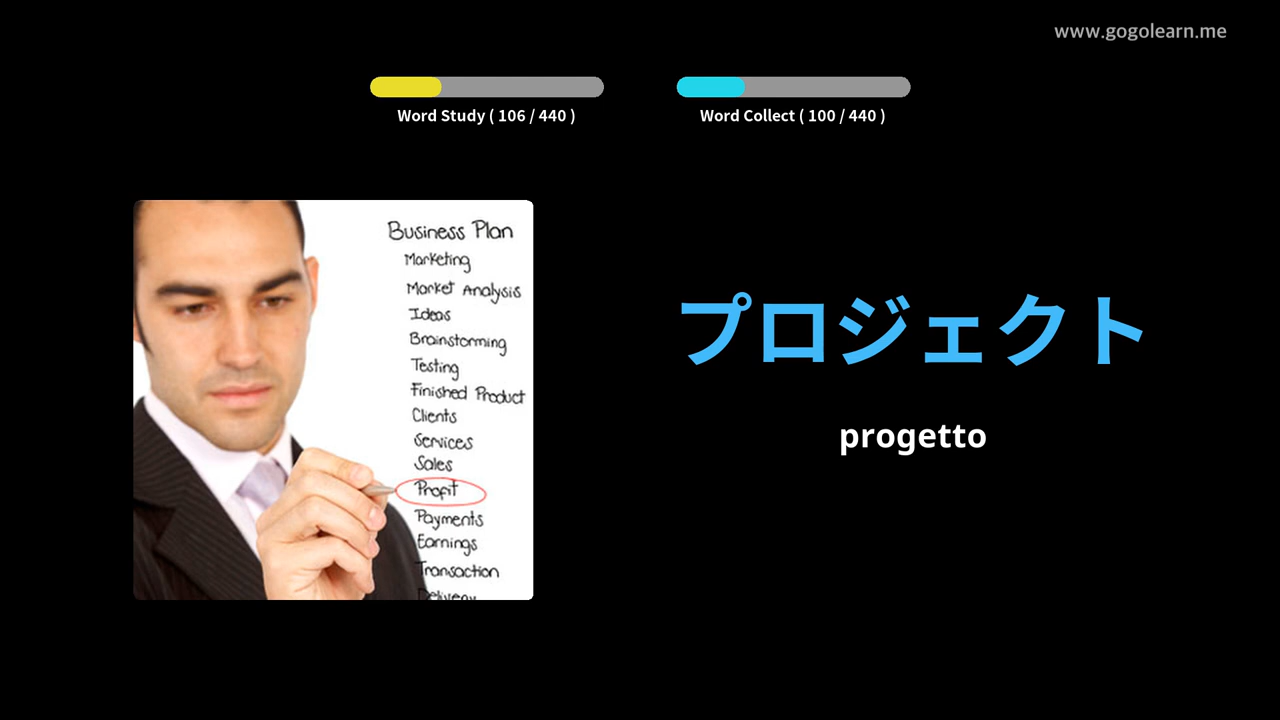 www.gogolearn.me
Word Study ( 106 / 440 )
Word Collect ( 100 / 440 )
Business Plan
Marketing
Market Analysis
Ideas
Brainstorming
Testing
Finished Product
Clients
Services
Sales
Profit
Payments
Earnings
Transaction
Delivery
プロジェクト
progetto